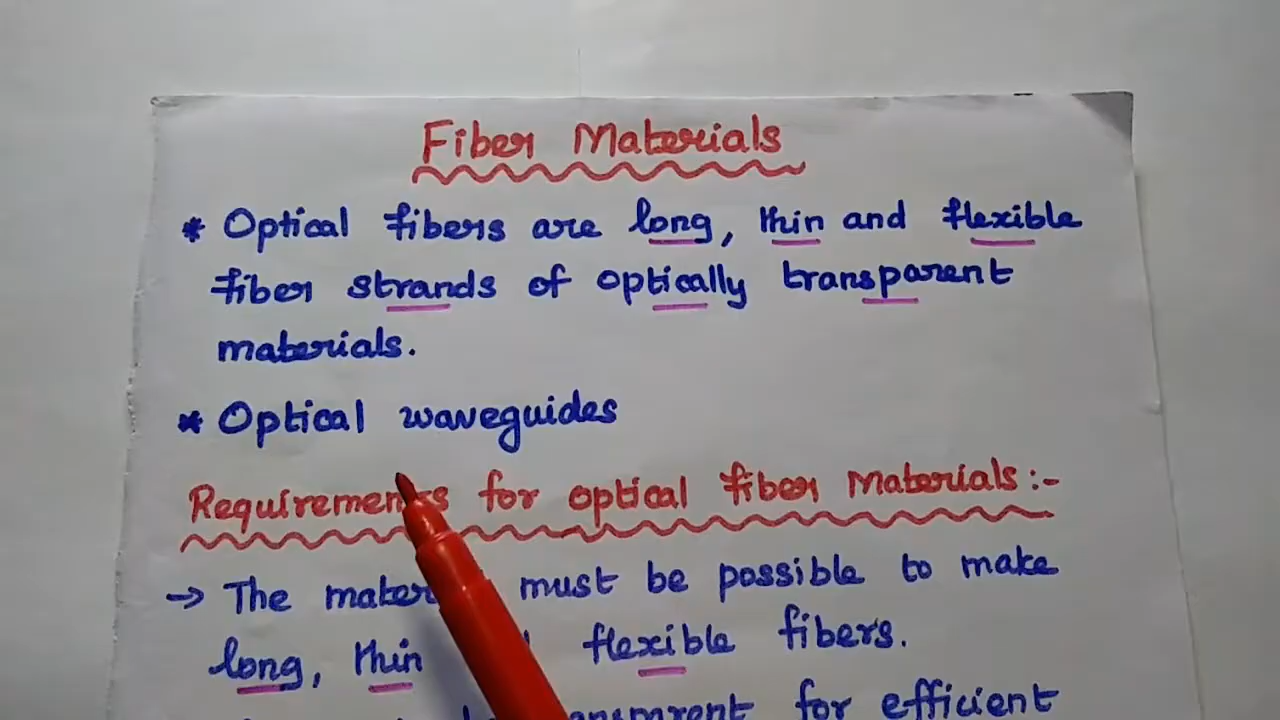 Fiber Materials
* Optical fibers are long, thin and flexible
fiber strands of optically transparent
materials.
* Optical waveguides
Requirements for optical fiber Materials:-
→ The must be possible to make
long, thin flexible fibers.
for efficient